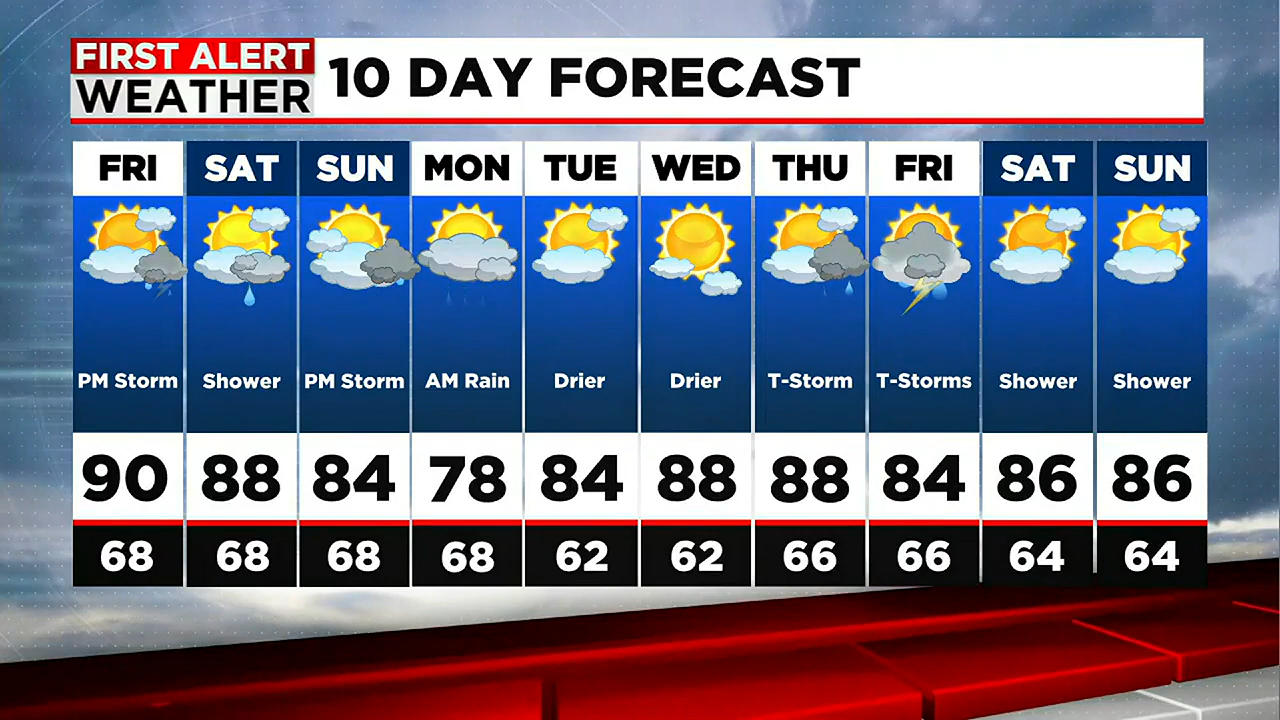 FIRST ALERT
WEATHER
10 DAY FORECAST
FRI SAT SUN MON TUE WED THU FRI SAT SUN
PM Storm Shower PM Storm AM Rain Drier Drier T-Storm T-Storms Shower Shower
90 88 84 78 84 88 88 84 86 86
68 68 68 68 62 62 66 66 64 64